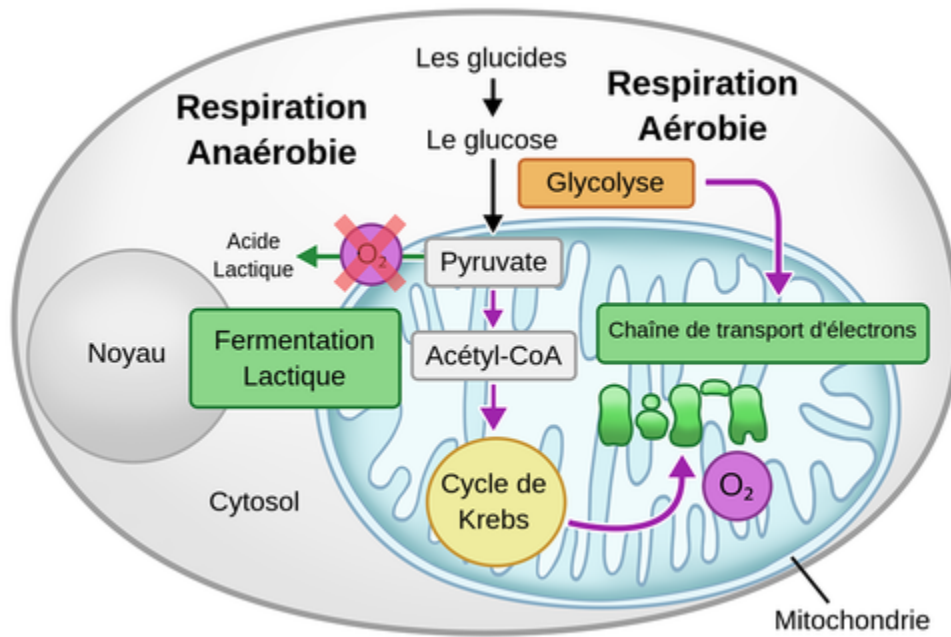 Les glucides
Respiration
Anaérobie
Respiration
Aérobie
Le glucose
Glycolyse
Acide
Lactique
O₂
Pyruvate
Chaîne de transport d'électrons
Noyau
Fermentation
Lactique
Acétyl-CoA
Cycle de
Krebs
O₂
Cytosol
Mitochondrie